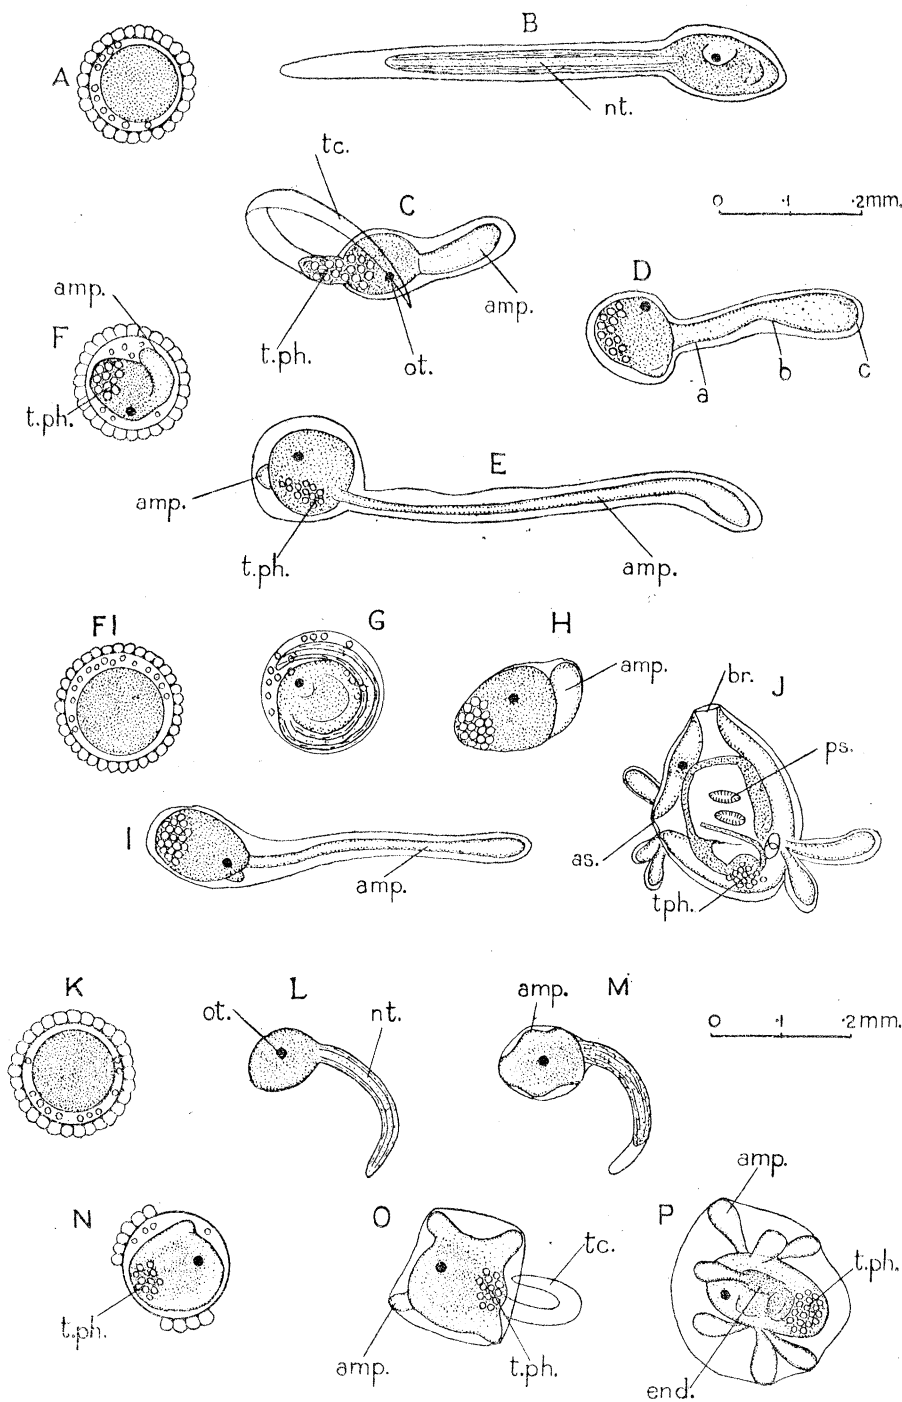 A
B
nt.
tc.
C
0 ·1 ·2mm.
amp.
D
amp.
F
t.ph.
ot.
a
b
c
t.ph.
E
amp.
t.ph.
amp.
F1
G
H
amp.
br.
J
ps.
I
amp.
as.
tph.
K
L
ot.
nt.
amp.
M
0 ·1 ·2mm.
amp.
N
O
P
tc.
t.ph.
t.ph.
amp.
t.ph.
end.